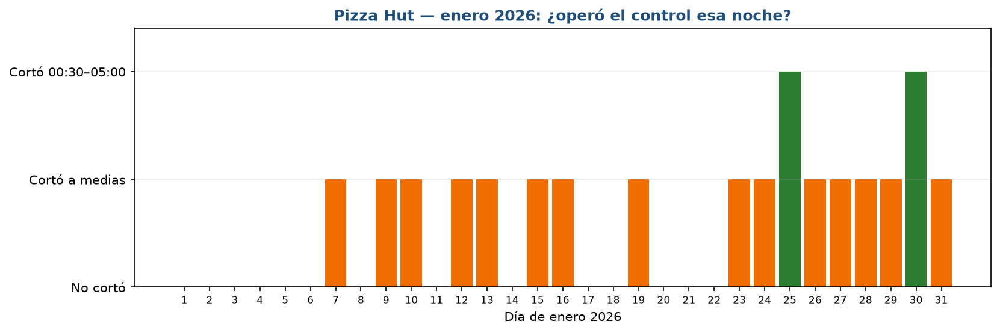 Pizza Hut — enero 2026: ¿operó el control esa noche?
Cortó 00:30–05:00
Cortó a medias
No cortó
1 2 3 4 5 6 7 8 9 10 11 12 13 14 15 16 17 18 19 20 21 22 23 24 25 26 27 28 29 30 31
Día de enero 2026